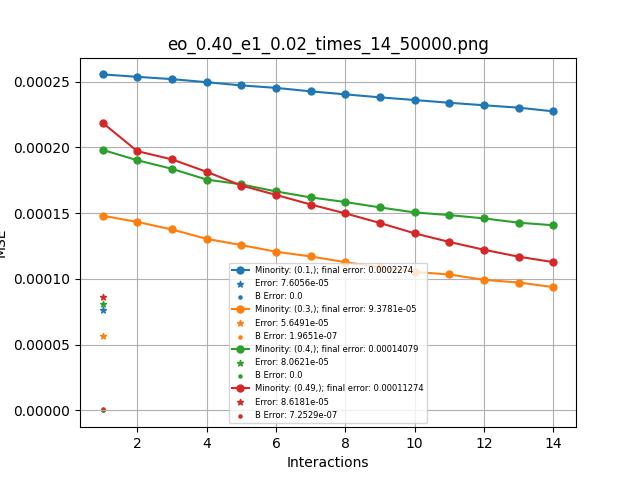 eo_0.40_e1_0.02_times_14_50000.png
0.00025
0.00020
0.00015
0.00010
0.00005
0.00000
MSE
Minority: (0.1,); final error: 0.0002274
Error: 7.6056e-05
B Error: 0.0
Minority: (0.3,); final error: 9.3781e-05
Error: 5.6491e-05
B Error: 1.9651e-07
Minority: (0.4,); final error: 0.00014079
Error: 8.0621e-05
B Error: 0.0
Minority: (0.49,); final error: 0.00011274
Error: 8.6181e-05
B Error: 7.2529e-07
2 4 6 8 10 12 14
Interactions